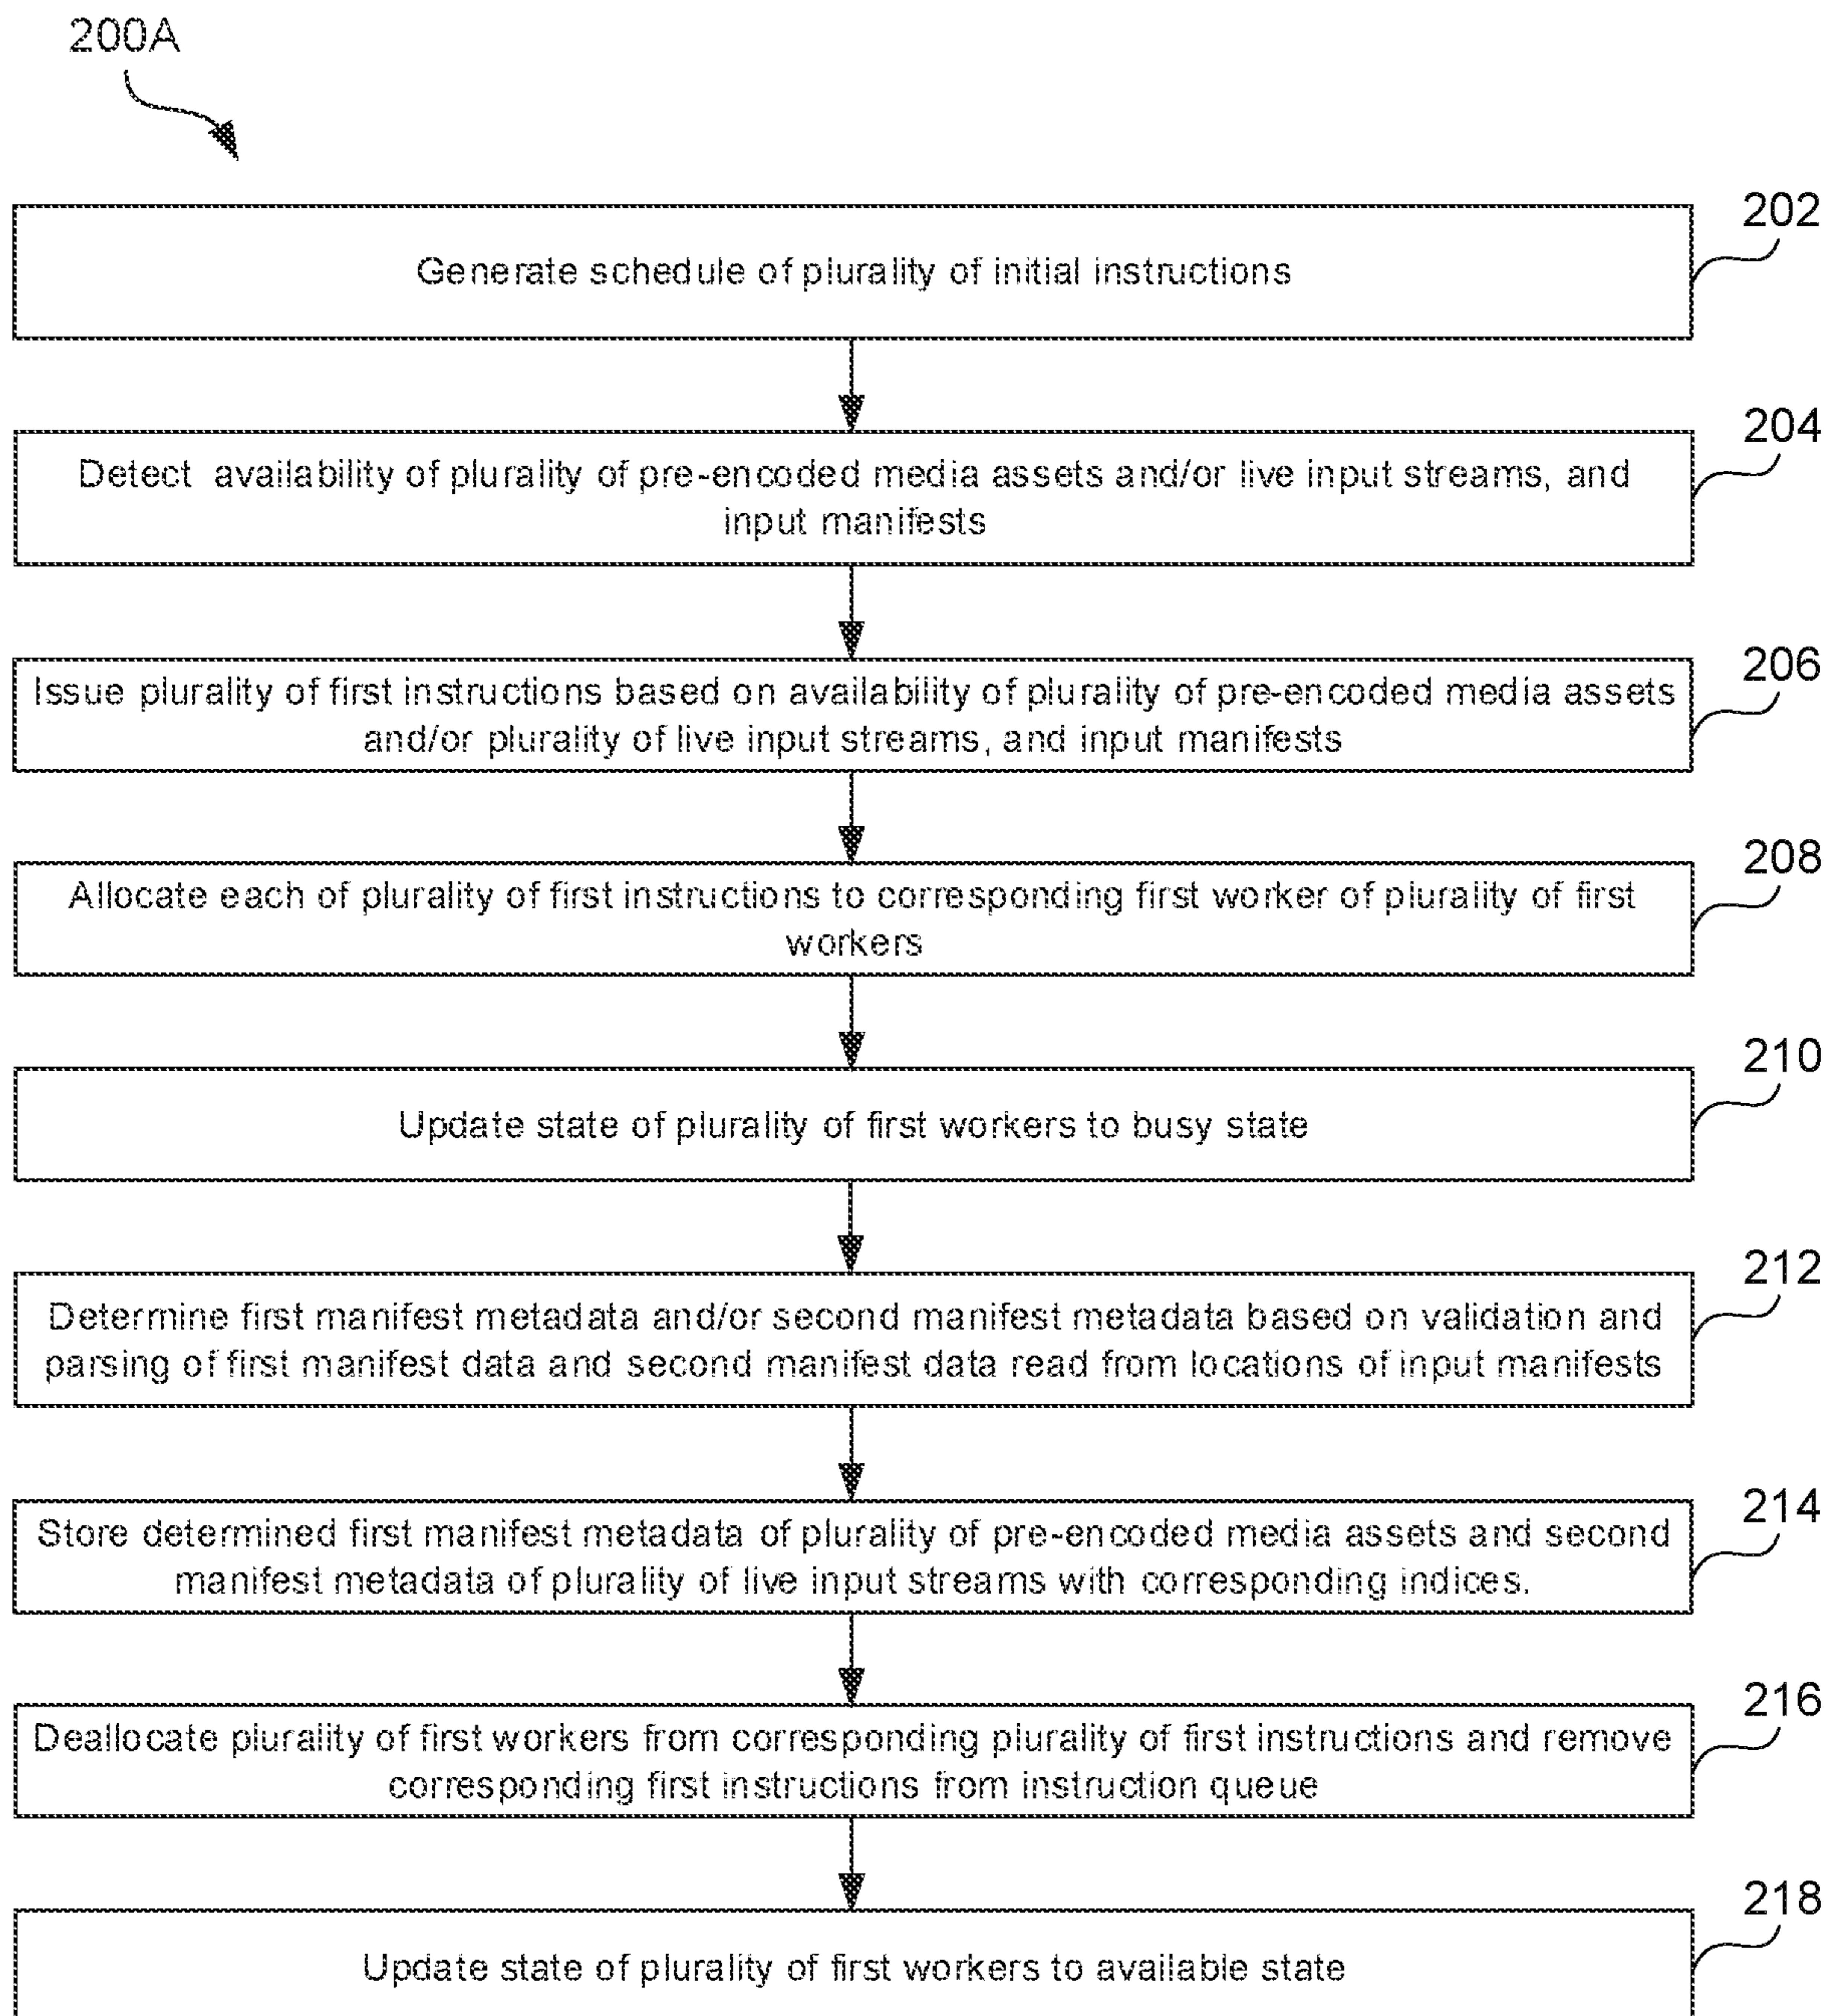 200A
202
Generate schedule of plurality of initial instructions
204
Detect availability of plurality of pre-encoded media assets and/or live input streams, and
input manifests
206
Issue plurality of first instructions based on availability of plurality of pre-encoded media assets
and/or plurality of live input streams, and input manifests
208
Allocate each of plurality of first instructions to corresponding first worker of plurality of first
workers
210
Update state of plurality of first workers to busy state
212
Determine first manifest metadata and/or second manifest metadata based on validation and
parsing of first manifest data and second manifest data read from locations of input manifests
214
Store determined first manifest metadata of plurality of pre-encoded media assets and second
manifest metadata of plurality of live input streams with corresponding indices.
216
Deallocate plurality of first workers from corresponding plurality of first instructions and remove
corresponding first instructions from instruction queue
218
Update state of plurality of first workers to available state